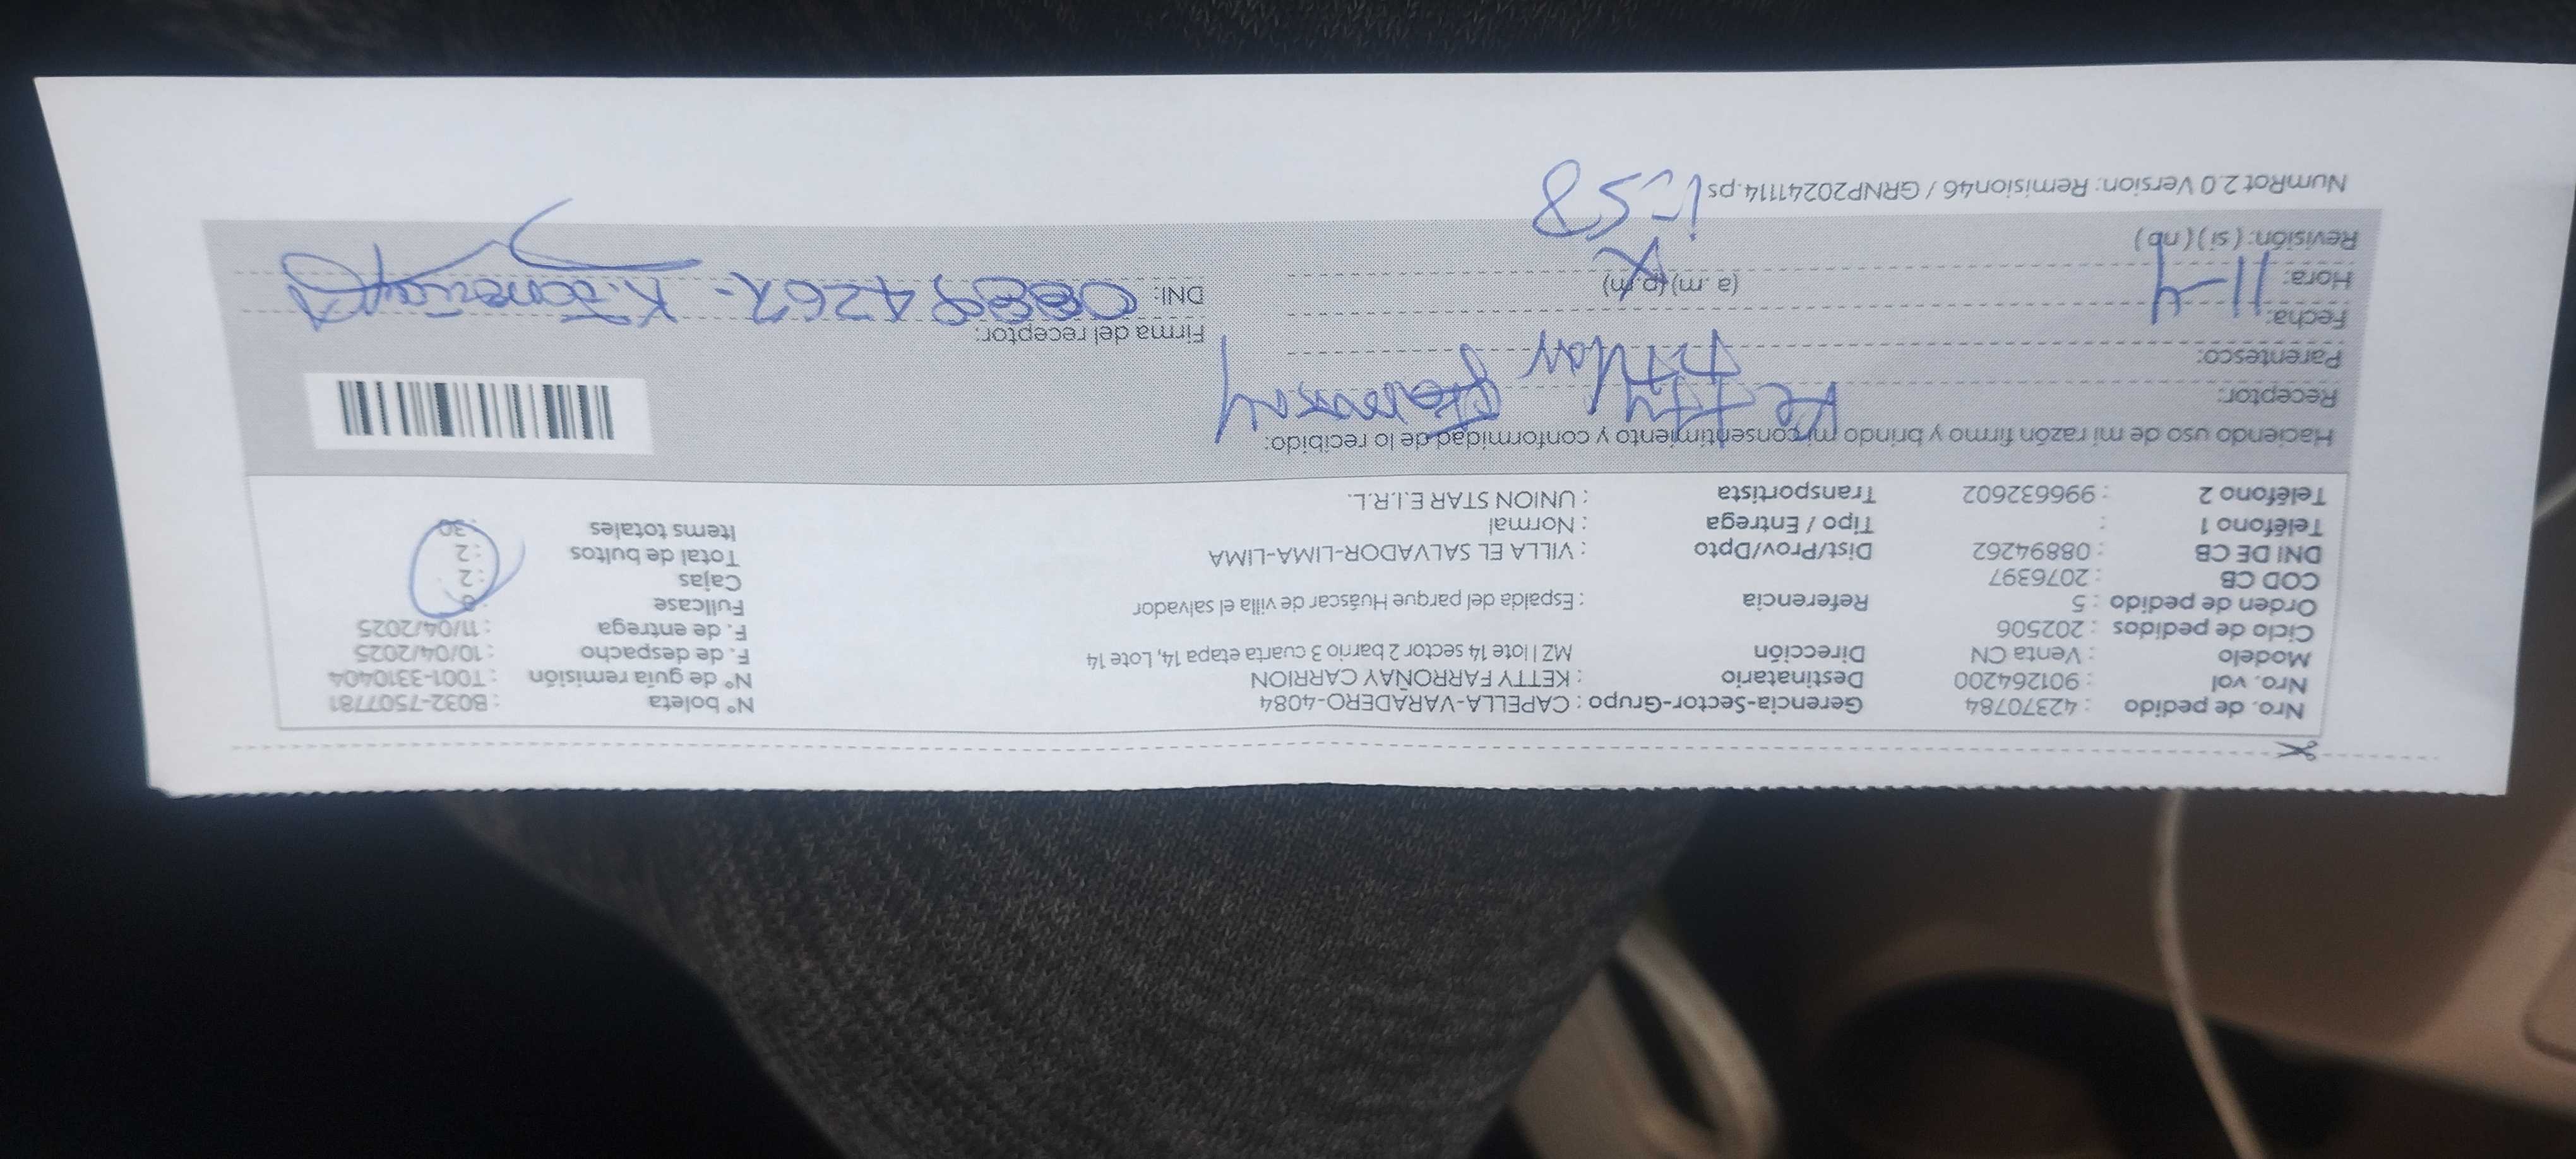 Nro. de pedido : 42370784 Gerencia-Sector-Grupo : CAPELLA-VARADERO-4084 N° boleta : B032-7507781
Nro. vol : 901264200 Destinatario : KETTY FARROÑAY CARRION N° de guía remisión : T001-3310404
Modelo : Venta CN Dirección MZ I lote 14 sector 2 barrio 3 cuarta etapa 14, Lote 14 F. de despacho : 10/04/2025
Ciclo de pedidos : 202506 F. de entrega : 11/04/2025
Orden de pedido : 5 Referencia : Espalda del parque Huáscar de villa el salvador Fullcase : 0
COD CB : 2076397 Cajas : 2
DNI DE CB : 08894262 Dist/Prov/Dpto : VILLA EL SALVADOR-LIMA-LIMA Total de bultos : 2
Teléfono 1 : Tipo / Entrega : Normal Items totales : 30
Teléfono 2 : 996632602 Transportista : UNION STAR E.I.R.L.
Haciendo uso de mi razón firmo y brindo mi consentimiento y conformidad de lo recibido:
Receptor: Ketty
Parentesco:
Fecha: 11-4 Firma del receptor:
Hora: (a .m) (p.m) DNI:
Revisión: ( si ) ( no )
NumRot 2.0 Version: Remision46 / GRNP20241114.ps 1:58